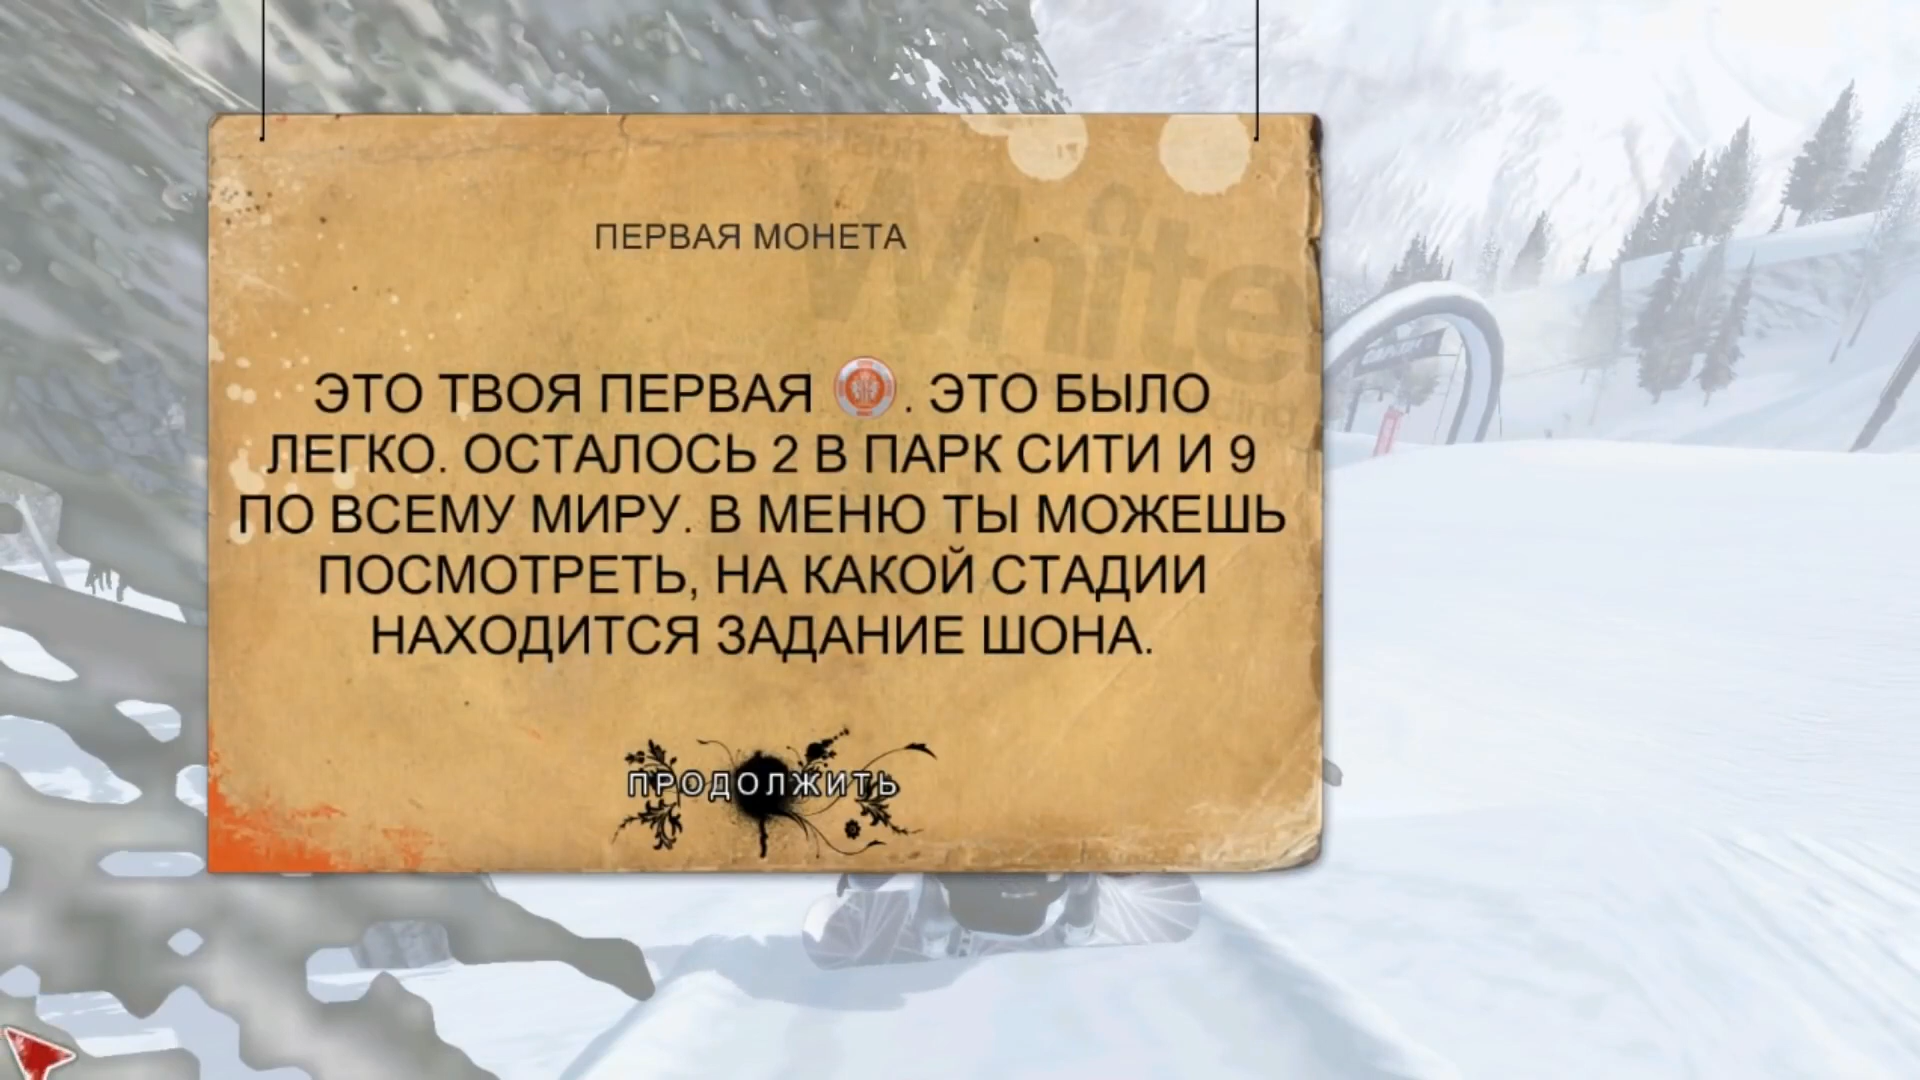 ПЕРВАЯ МОНЕТА
White
ЭТО ТВОЯ ПЕРВАЯ . ЭТО БЫЛО
ЛЕГКО. ОСТАЛОСЬ 2 В ПАРК СИТИ И 9
ПО ВСЕМУ МИРУ. В МЕНЮ ТЫ МОЖЕШЬ
ПОСМОТРЕТЬ, НА КАКОЙ СТАДИИ
НАХОДИТСЯ ЗАДАНИЕ ШОНА.
ПРОДОЛЖИТЬ